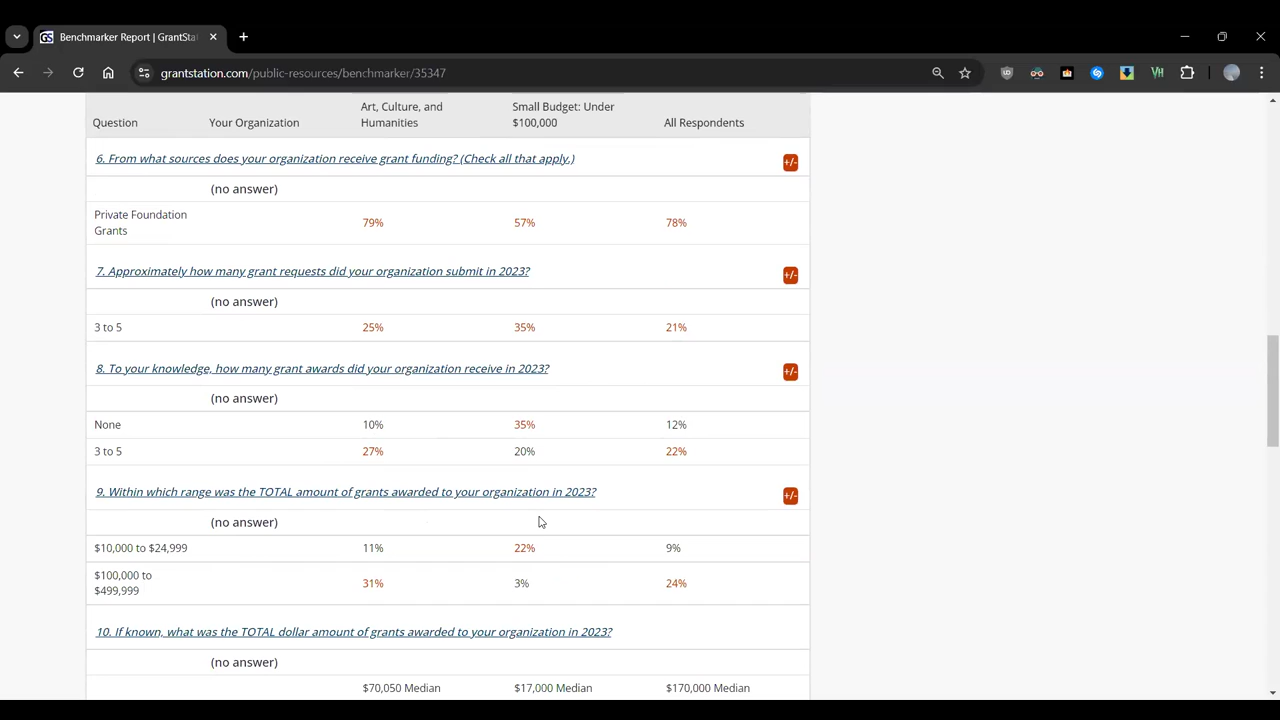 Benchmarker Report | GrantSta
grantstation.com/public-resources/benchmarker/35347
Question Your Organization Art, Culture, and Humanities Small Budget: Under $100,000 All Respondents
6. From what sources does your organization receive grant funding? (Check all that apply.) +/-
(no answer)
Private Foundation Grants 79% 57% 78%
7. Approximately how many grant requests did your organization submit in 2023? +/-
(no answer)
3 to 5 25% 35% 21%
8. To your knowledge, how many grant awards did your organization receive in 2023? +/-
(no answer)
None 10% 35% 12%
3 to 5 27% 20% 22%
9. Within which range was the TOTAL amount of grants awarded to your organization in 2023? +/-
(no answer)
$10,000 to $24,999 11% 22% 9%
$100,000 to $499,999 31% 3% 24%
10. If known, what was the TOTAL dollar amount of grants awarded to your organization in 2023?
(no answer)
$70,050 Median $17,000 Median $170,000 Median